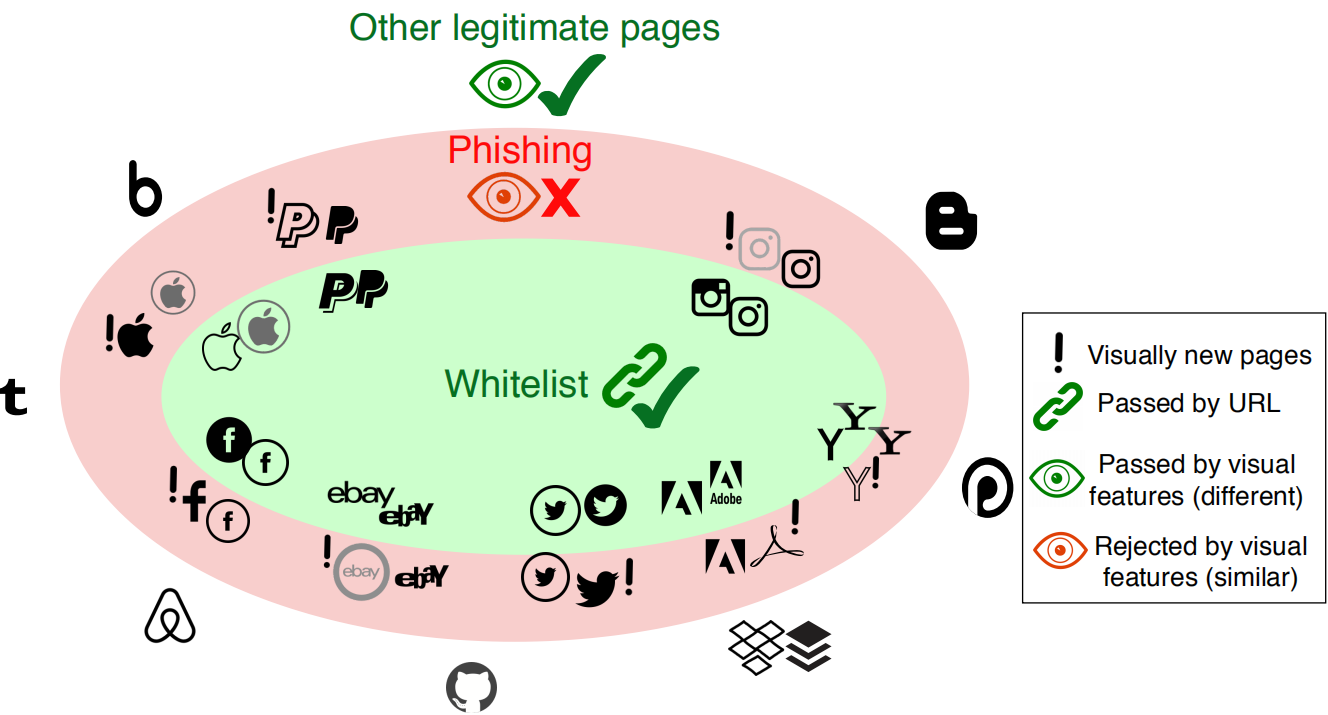 Other legitimate pages
Phishing
X
b
!
!
!
Whitelist
t
f
f
!
f
f
ebay
ebay
!
ebay
ebay
!
Adobe
!
Y
Y
Y
Y!
! Visually new pages
Passed by URL
Passed by visual
features (different)
Rejected by visual
features (similar)